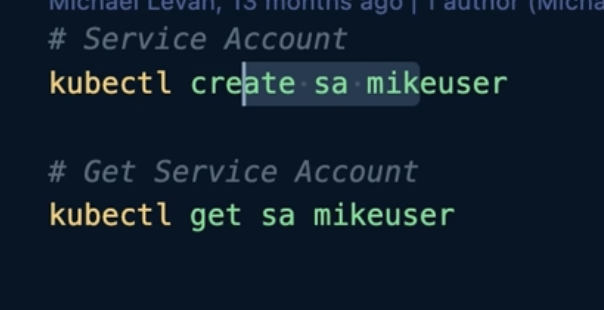 Michael Levan, 13 months ago | 1 author (Micha
# Service Account
kubectl create sa mikeuser
# Get Service Account
kubectl get sa mikeuser